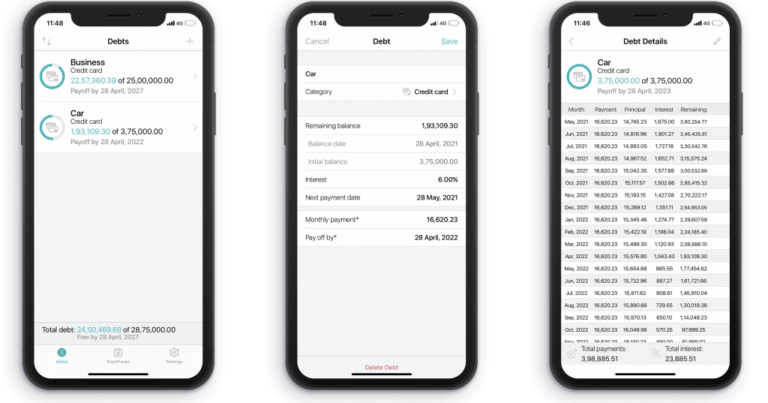 11:48
4G
Debts
Business
Credit card
22,57,360.39 of 25,00,000.00
Payoff by 28 April, 2027
Car
Credit card
1,93,109.30 of 3,75,000.00
Payoff by 28 April, 2022
Total debt: 24,50,469.69 of 28,75,000.00
Free by 28 April, 2027
Debts Payoff plan Settings
11:48
4G
Cancel Debt Save
Car
Category Credit card
Remaining balance 1,93,109.30
Balance date 28 April, 2021
Initial balance 3,75,000.00
Interest 6.00%
Next payment date 28 May, 2021
Monthly payment* 16,620.23
Pay off by* 28 April, 2022
Delete Debt
11:46
4G
Debt Details
Car
Credit card
3,75,000.00 of 3,75,000.00
Payoff by 28 April, 2023
Month Payment Principal Interest Remaining
May, 2021 16,620.23 14,745.23 1,875.00 3,60,254.77
Jun, 2021 16,620.23 14,818.96 1,801.27 3,45,435.81
Jul, 2021 16,620.23 14,893.05 1,727.18 3,30,542.76
Aug, 2021 16,620.23 14,967.52 1,652.71 3,15,575.24
Sep, 2021 16,620.23 15,042.35 1,577.88 3,00,532.89
Oct, 2021 16,620.23 15,117.57 1,502.66 2,85,415.32
Nov, 2021 16,620.23 15,193.15 1,427.08 2,70,222.17
Dec, 2021 16,620.23 15,269.12 1,351.11 2,54,953.05
Jan, 2022 16,620.23 15,345.46 1,274.77 2,39,607.59
Feb, 2022 16,620.23 15,422.19 1,198.04 2,24,185.40
Mar, 2022 16,620.23 15,499.30 1,120.93 2,08,686.10
Apr, 2022 16,620.23 15,576.80 1,043.43 1,93,109.30
May, 2022 16,620.23 15,654.68 965.55 1,77,454.62
Jun, 2022 16,620.23 15,732.96 887.27 1,61,721.66
Jul, 2022 16,620.23 15,811.62 808.61 1,45,910.04
Aug, 2022 16,620.23 15,890.68 729.55 1,30,019.36
Sep, 2022 16,620.23 15,970.13 650.10 1,14,049.23
Oct, 2022 16,620.23 16,049.98 570.25 97,999.25
Total payments: Total interest:
3,98,885.51 23,885.51